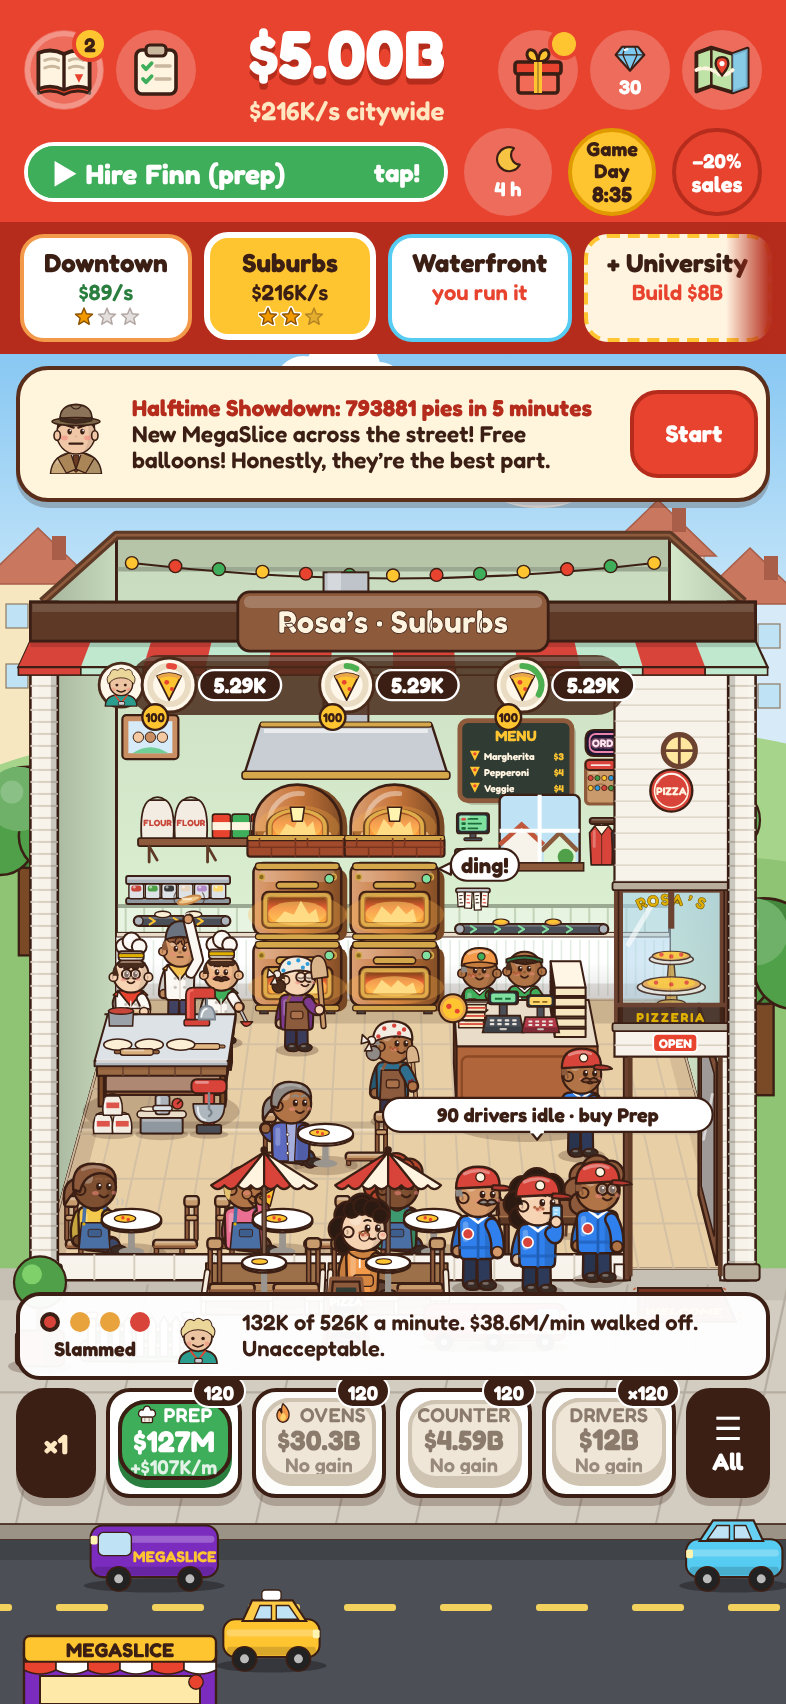 2
$5.00B
$216K/s citywide
30
▶ Hire Finn (prep) tap!
4 h
Game
Day
8:35
−20%
sales
Downtown
$89/s
Suburbs
$216K/s
Waterfront
you run it
+ University
Build $8B
Halftime Showdown: 793881 pies in 5 minutes
New MegaSlice across the street! Free
balloons! Honestly, they're the best part.
Start
Rosa's · Suburbs
5.29K
5.29K
5.29K
100
100
100
MENU
Margherita $3
Pepperoni $4
Veggie $4
ORD
PIZZA
FLOUR
FLOUR
ding!
ROSA'S
PIZZERIA
OPEN
90 drivers idle · buy Prep
Slammed
132K of 526K a minute. $38.6M/min walked off.
Unacceptable.
120
120
120
×120
×1
PREP
$127M
+$107K/m
OVENS
$30.3B
No gain
COUNTER
$4.59B
No gain
DRIVERS
$12B
No gain
All
MEGASLICE
MEGASLICE